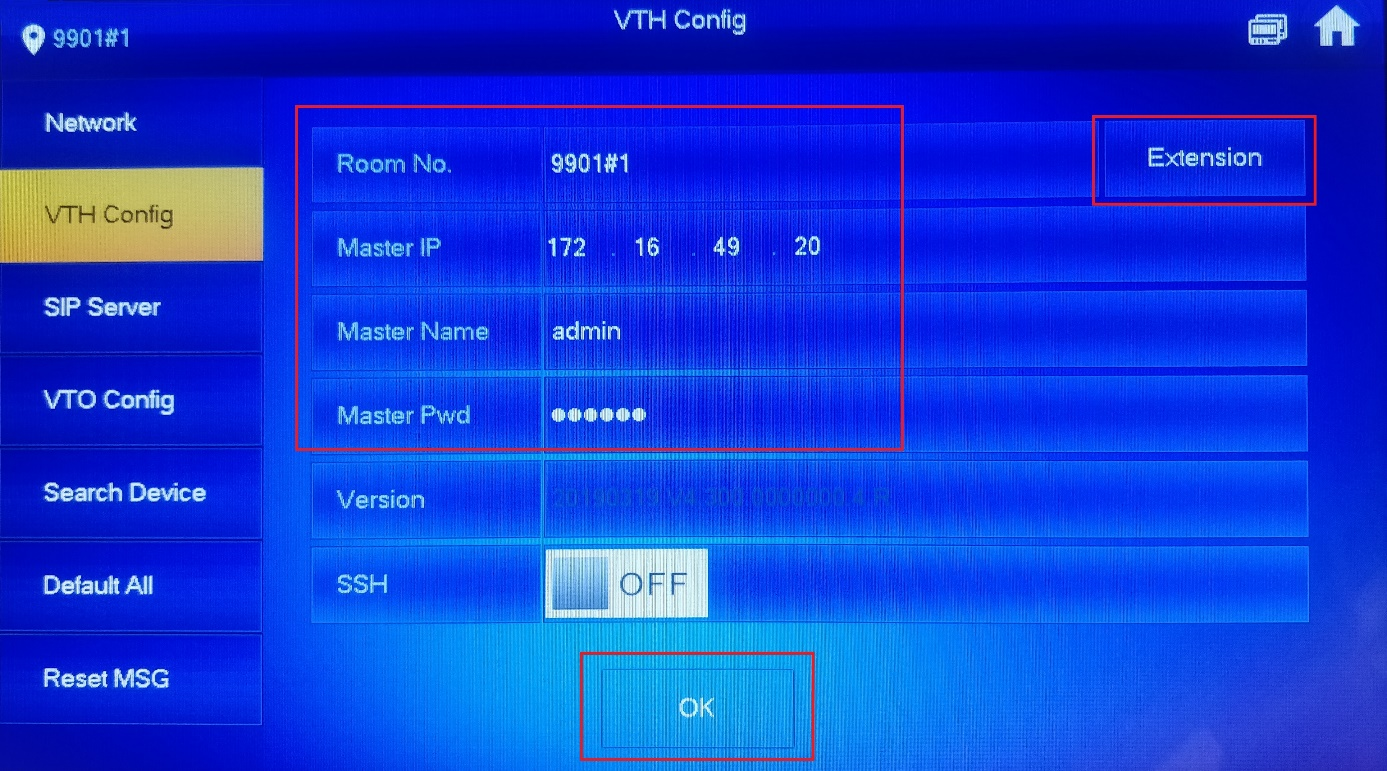 VTH Config
9901#1
Network
VTH Config
SIP Server
VTO Config
Search Device
Default All
Reset MSG
Room No. 9901#1 Extension
Master IP 172 . 16 . 49 . 20
Master Name admin
Master Pwd ●●●●●●
Version
SSH OFF
OK